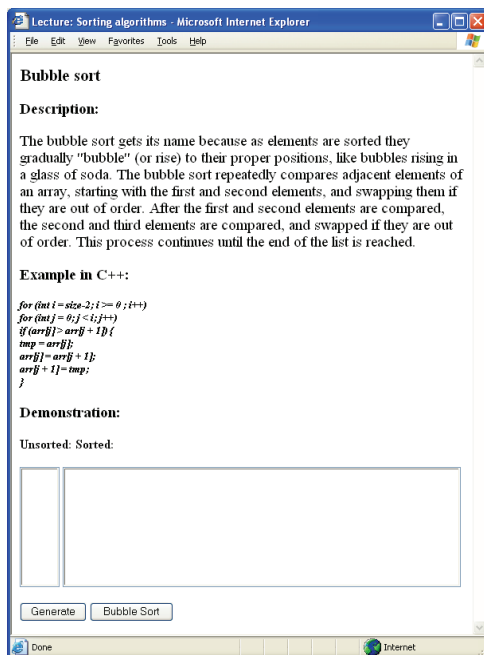 Lecture: Sorting algorithms - Microsoft Internet Explorer
File Edit View Favorites Tools Help
Bubble sort
Description:
The bubble sort gets its name because as elements are sorted they
gradually "bubble" (or rise) to their proper positions, like bubbles rising in
a glass of soda. The bubble sort repeatedly compares adjacent elements of
an array, starting with the first and second elements, and swapping them if
they are out of order. After the first and second elements are compared,
the second and third elements are compared, and swapped if they are out
of order. This process continues until the end of the list is reached.
Example in C++:
for (int i = size-2; i >= 0 ; i++)
for (int j = 0; j < i; j++)
if (arr[j] > arr[j + 1]) {
tmp = arr[j];
arr[j] = arr[j + 1];
arr[j + 1] = tmp;
}
Demonstration:
Unsorted: Sorted:
Generate Bubble Sort
Done Internet